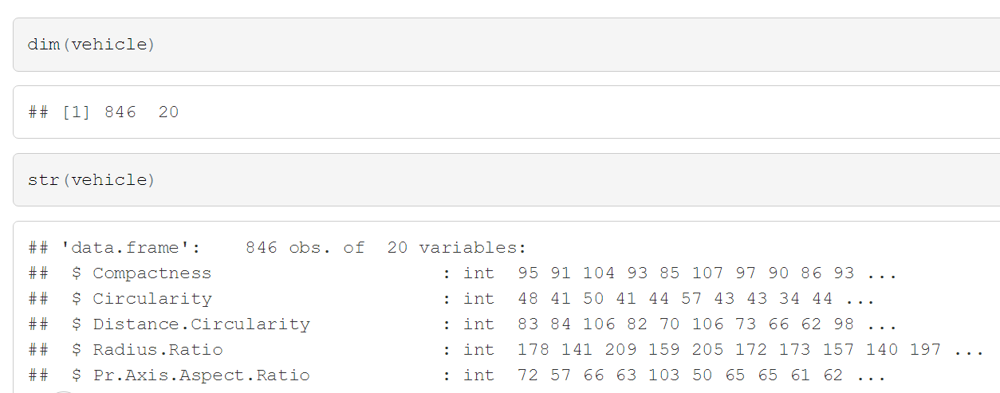 dim(vehicle)
## [1] 846  20
str(vehicle)
## 'data.frame':    846 obs. of  20 variables:
##  $ Compactness                      : int  95 91 104 93 85 107 97 90 86 93 ...
##  $ Circularity                      : int  48 41 50 41 44 57 43 43 34 44 ...
##  $ Distance.Circularity             : int  83 84 106 82 70 106 73 66 62 98 ...
##  $ Radius.Ratio                     : int  178 141 209 159 205 172 173 157 140 197 ...
##  $ Pr.Axis.Aspect.Ratio             : int  72 57 66 63 103 50 65 65 61 62 ...